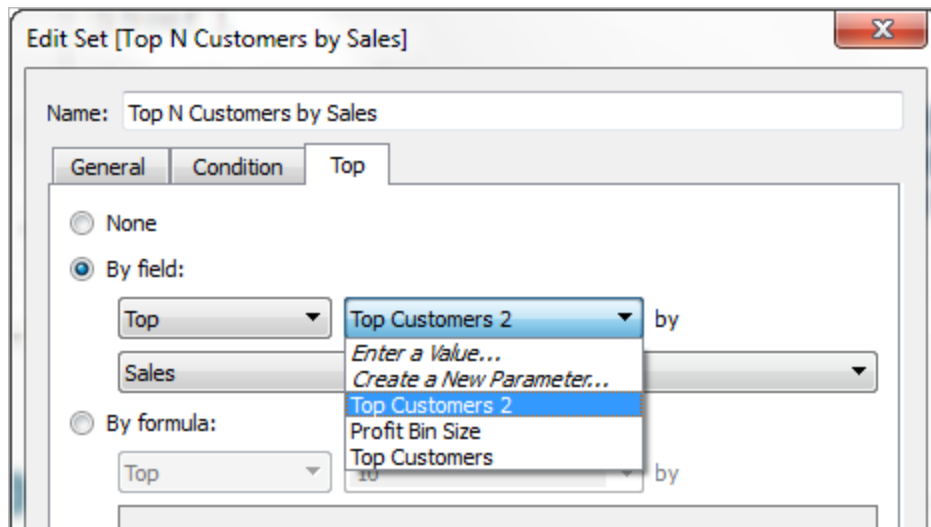 Edit Set [Top N Customers by Sales]
Name: Top N Customers by Sales
General Condition Top
None
By field:
Top Top Customers 2 by
Enter a Value...
Sales
Create a New Parameter...
Top Customers 2
By formula:
Profit Bin Size
Top Customers
Top 10 by